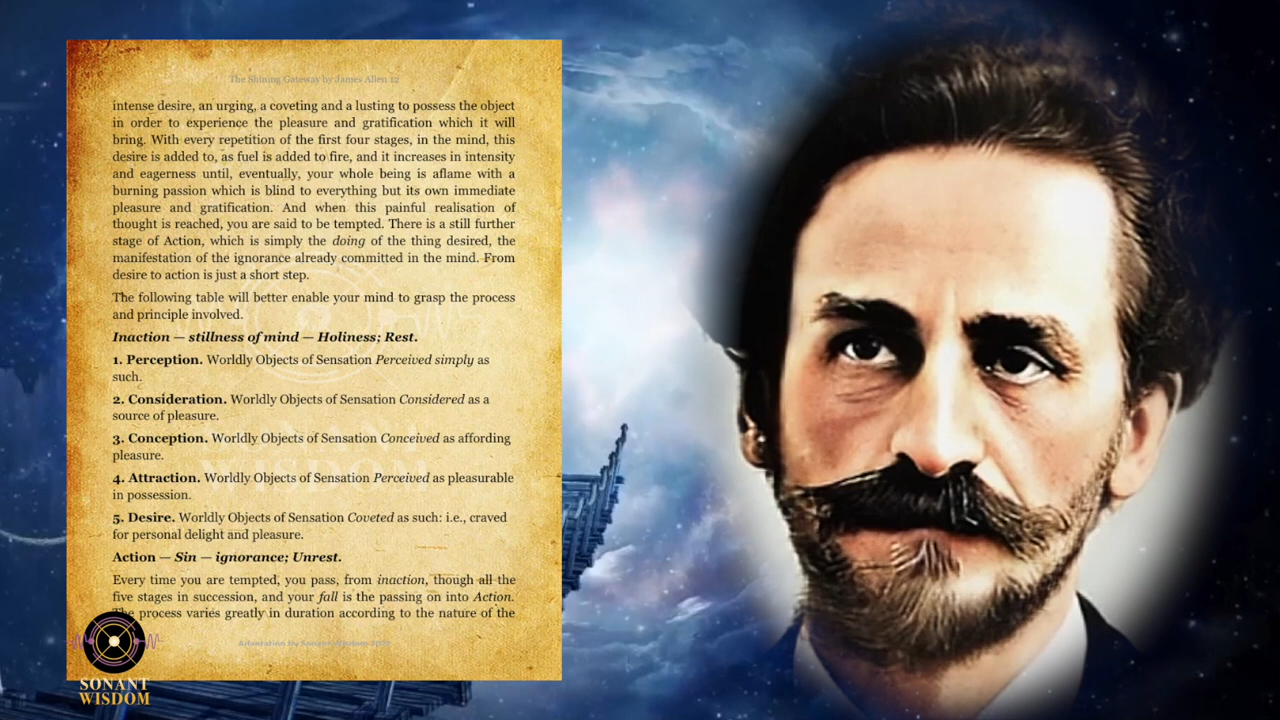 The Shining Gateway by James Allen 12
intense desire, an urging, a coveting and a lusting to possess the object
in order to experience the pleasure and gratification which it will
bring. With every repetition of the first four stages, in the mind, this
desire is added to, as fuel is added to fire, and it increases in intensity
and eagerness until, eventually, your whole being is aflame with a
burning passion which is blind to everything but its own immediate
pleasure and gratification. And when this painful realisation of
thought is reached, you are said to be tempted. There is a still further
stage of Action, which is simply the doing of the thing desired, the
manifestation of the ignorance already committed in the mind. From
desire to action is just a short step.
The following table will better enable your mind to grasp the process
and principle involved.
Inaction — stillness of mind — Holiness; Rest.
1. Perception. Worldly Objects of Sensation Perceived simply as
such.
2. Consideration. Worldly Objects of Sensation Considered as a
source of pleasure.
3. Conception. Worldly Objects of Sensation Conceived as affording
pleasure.
4. Attraction. Worldly Objects of Sensation Perceived as pleasurable
in possession.
5. Desire. Worldly Objects of Sensation Coveted as such: i.e., craved
for personal delight and pleasure.
Action — Sin — ignorance; Unrest.
Every time you are tempted, you pass, from inaction, though all the
five stages in succession, and your fall is the passing on into Action.
The process varies greatly in duration according to the nature of the
Adaptation by Sonant Wisdom
SONANT
WISDOM